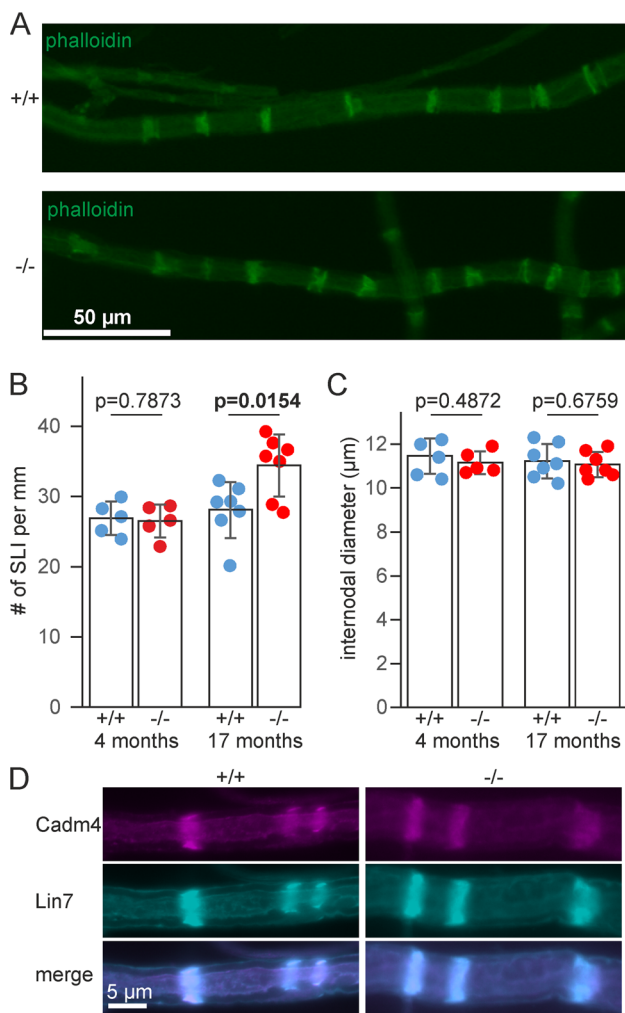 A
phalloidin
+/+
phalloidin
-/-
50 µm
B
p=0.7873 p=0.0154
# of SLI per mm
40
30
20
10
0
+/+ -/- +/+ -/-
4 months 17 months
C
p=0.4872 p=0.6759
internodal diameter (µm)
12
10
8
6
4
2
0
+/+ -/- +/+ -/-
4 months 17 months
D
+/+ -/-
Cadm4
Lin7
merge
5 µm